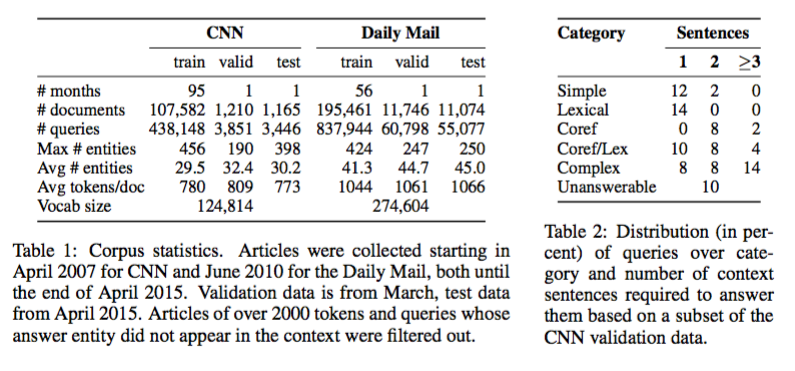 CNN Daily Mail
train valid test train valid test
# months 95 1 1 56 1 1
# documents 107,582 1,210 1,165 195,461 11,746 11,074
# queries 438,148 3,851 3,446 837,944 60,798 55,077
Max # entities 456 190 398 424 247 250
Avg # entities 29.5 32.4 30.2 41.3 44.7 45.0
Avg tokens/doc 780 809 773 1044 1061 1066
Vocab size 124,814 274,604
Table 1: Corpus statistics. Articles were collected starting in
April 2007 for CNN and June 2010 for the Daily Mail, both until
the end of April 2015. Validation data is from March, test data
from April 2015. Articles of over 2000 tokens and queries whose
answer entity did not appear in the context were filtered out.
Category Sentences
1 2 ≥3
Simple 12 2 0
Lexical 14 0 0
Coref 0 8 2
Coref/Lex 10 8 4
Complex 8 8 14
Unanswerable 10
Table 2: Distribution (in per-
cent) of queries over cate-
gory and number of context
sentences required to answer
them based on a subset of the
CNN validation data.